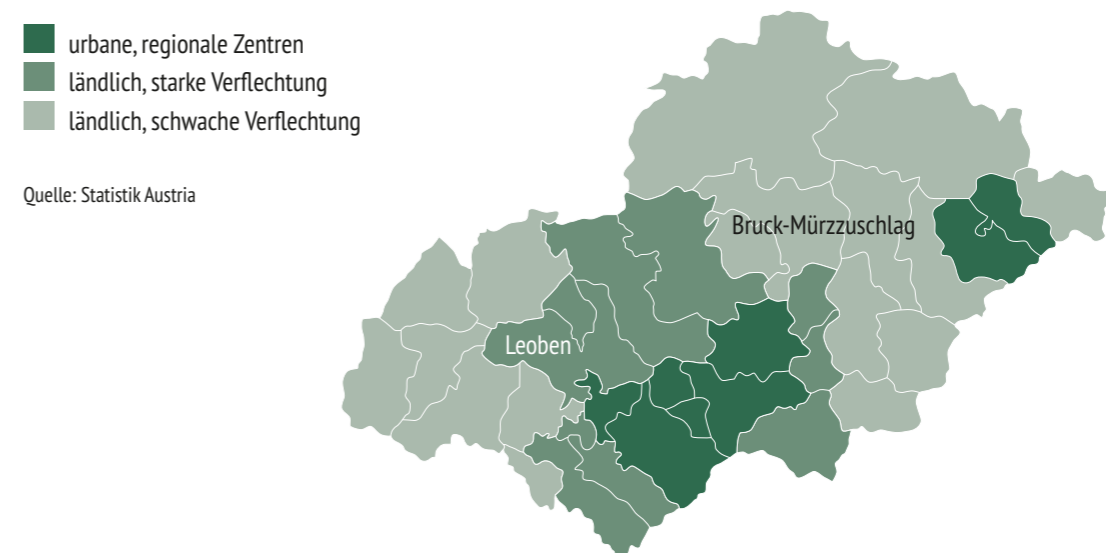 urbane, regionale Zentren
ländlich, starke Verflechtung
ländlich, schwache Verflechtung
Quelle: Statistik Austria
Bruck-Mürzzuschlag
Leoben